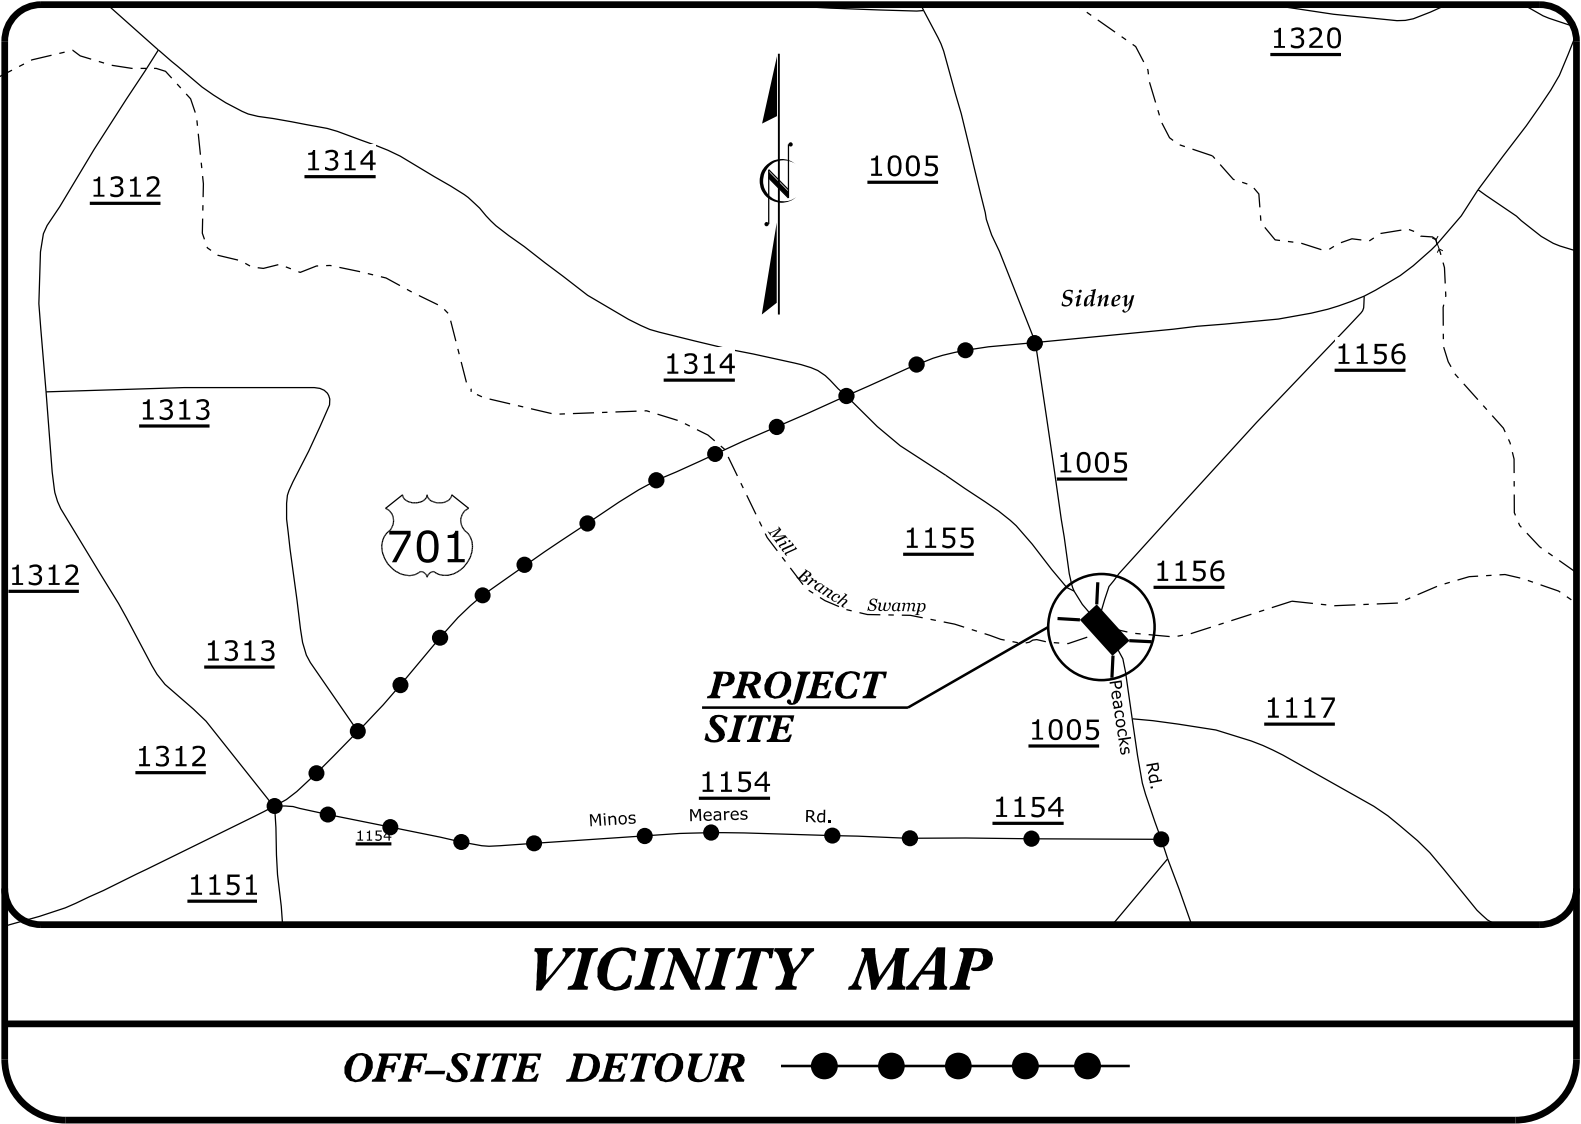 1320
1314
1005
1312
Sidney
1314
1156
1313
1005
701
1155
Mill
Branch
Swamp
1156
1312
1313
PROJECT
SITE
Peacocks
Rd.
1117
1005
1312
1154
Minos Meares Rd.
1154
1154
1151
VICINITY MAP
OFF-SITE DETOUR